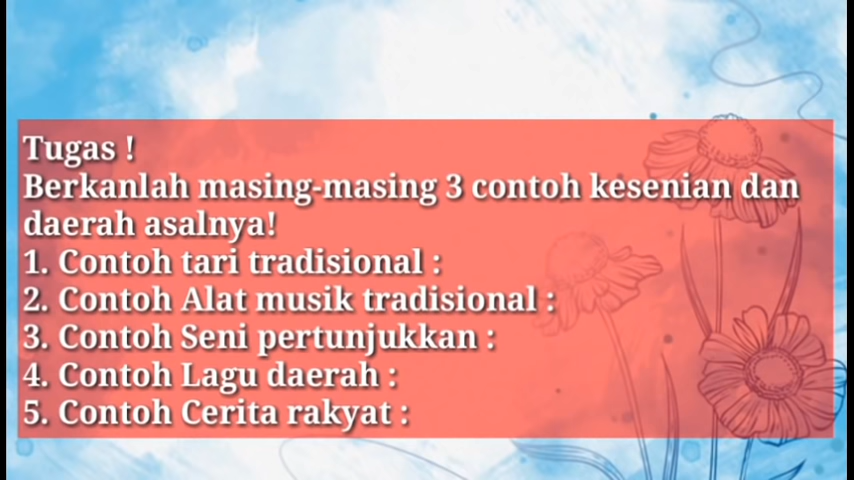 Tugas !
Berkanlah masing-masing 3 contoh kesenian dan
daerah asalnya!
1. Contoh tari tradisional :
2. Contoh Alat musik tradisional :
3. Contoh Seni pertunjukkan :
4. Contoh Lagu daerah :
5. Contoh Cerita rakyat :